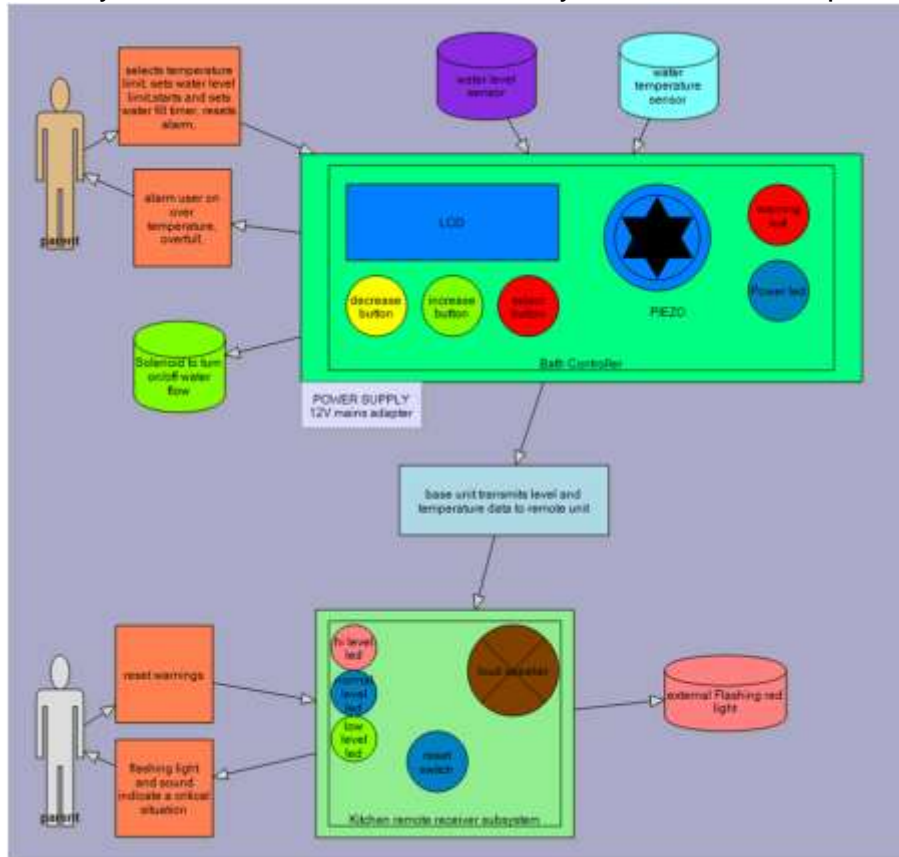 selects temperature
limit, sets water level
limit,starts and sets
water fill timer, resets
alarm,
water level
sensor
water
temperature
sensor
parent
alarm user on
over
temperature,
overfull,
LCD
warning
led
decrease
button
increase
button
button
PIEZO
Power led
Bath Controller
Solenoid to turn
on/off water
flow
POWER SUPPLY
12V mains adapter
base unit transmits level and
temperature data to remote unit
reset warnings
hi level
led
normal
level
led
low
level
led
loud speaker
external Flashing red
light
reset
switch
parent
flashing light
and sound
indicate a critical
situation
Kitchen remote receiver subsystem